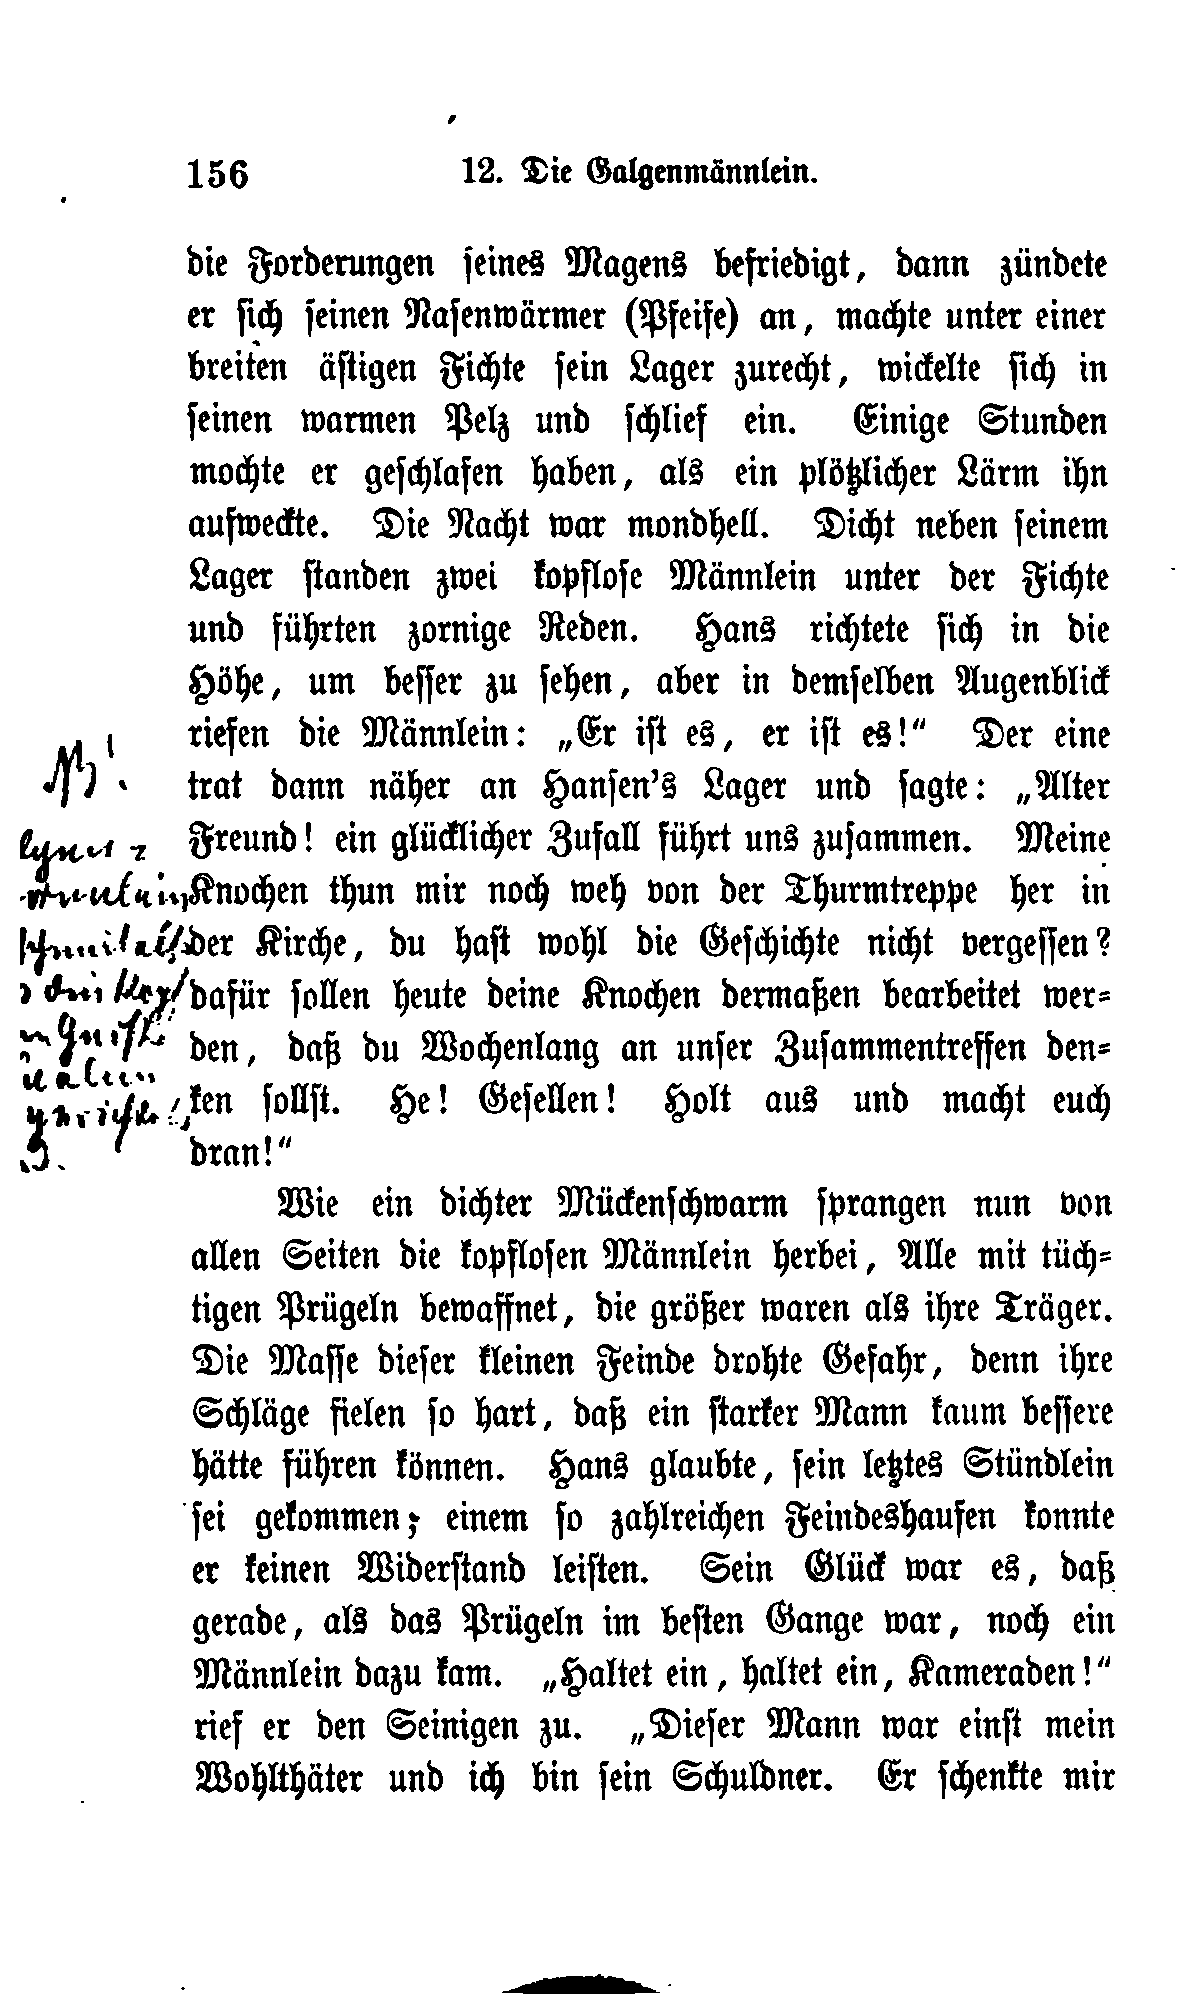 156 12. Die Galgenmännlein.
die Forderungen seines Magens befriedigt, dann zündete
er sich seinen Nasenwärmer (Pfeife) an, machte unter einer
breiten ästigen Fichte sein Lager zurecht, wickelte sich in
seinen warmen Pelz und schlief ein. Einige Stunden
mochte er geschlafen haben, als ein plötzlicher Lärm ihn
aufweckte. Die Nacht war mondhell. Dicht neben seinem
Lager standen zwei kopflose Männlein unter der Fichte
und führten zornige Reden. Hans richtete sich in die
Höhe, um besser zu sehen, aber in demselben Augenblick
riefen die Männlein: „Er ist es, er ist es!“ Der eine
trat dann näher an Hansen's Lager und sagte: „Alter
Freund! ein glücklicher Zufall führt uns zusammen. Meine
Knochen thun mir noch weh von der Thurmtreppe her in
der Kirche, du hast wohl die Geschichte nicht vergessen?
dafür sollen heute deine Knochen dermaßen bearbeitet wer-
den, daß du Wochenlang an unser Zusammentreffen den-
ken sollst. He! Gesellen! Holt aus und macht euch
dran!“
Wie ein dichter Mückenschwarm sprangen nun von
allen Seiten die kopflosen Männlein herbei, Alle mit tüch-
tigen Prügeln bewaffnet, die größer waren als ihre Träger.
Die Masse dieser kleinen Feinde drohte Gefahr, denn ihre
Schläge fielen so hart, daß ein starker Mann kaum bessere
hätte führen können. Hans glaubte, sein letztes Stündlein
sei gekommen; einem so zahlreichen Feindeshaufen konnte
er keinen Widerstand leisten. Sein Glück war es, daß
gerade, als das Prügeln im besten Gange war, noch ein
Männlein dazu kam. „Haltet ein, haltet ein, Kameraden!“
rief er den Seinigen zu. „Dieser Mann war einst mein
Wohlthäter und ich bin sein Schuldner. Er schenkte mir